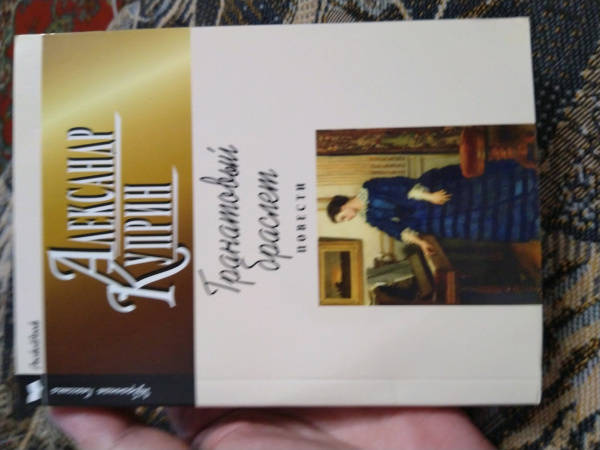 Александр
Куприн
Гранатовый
браслет
ПОВЕСТИ